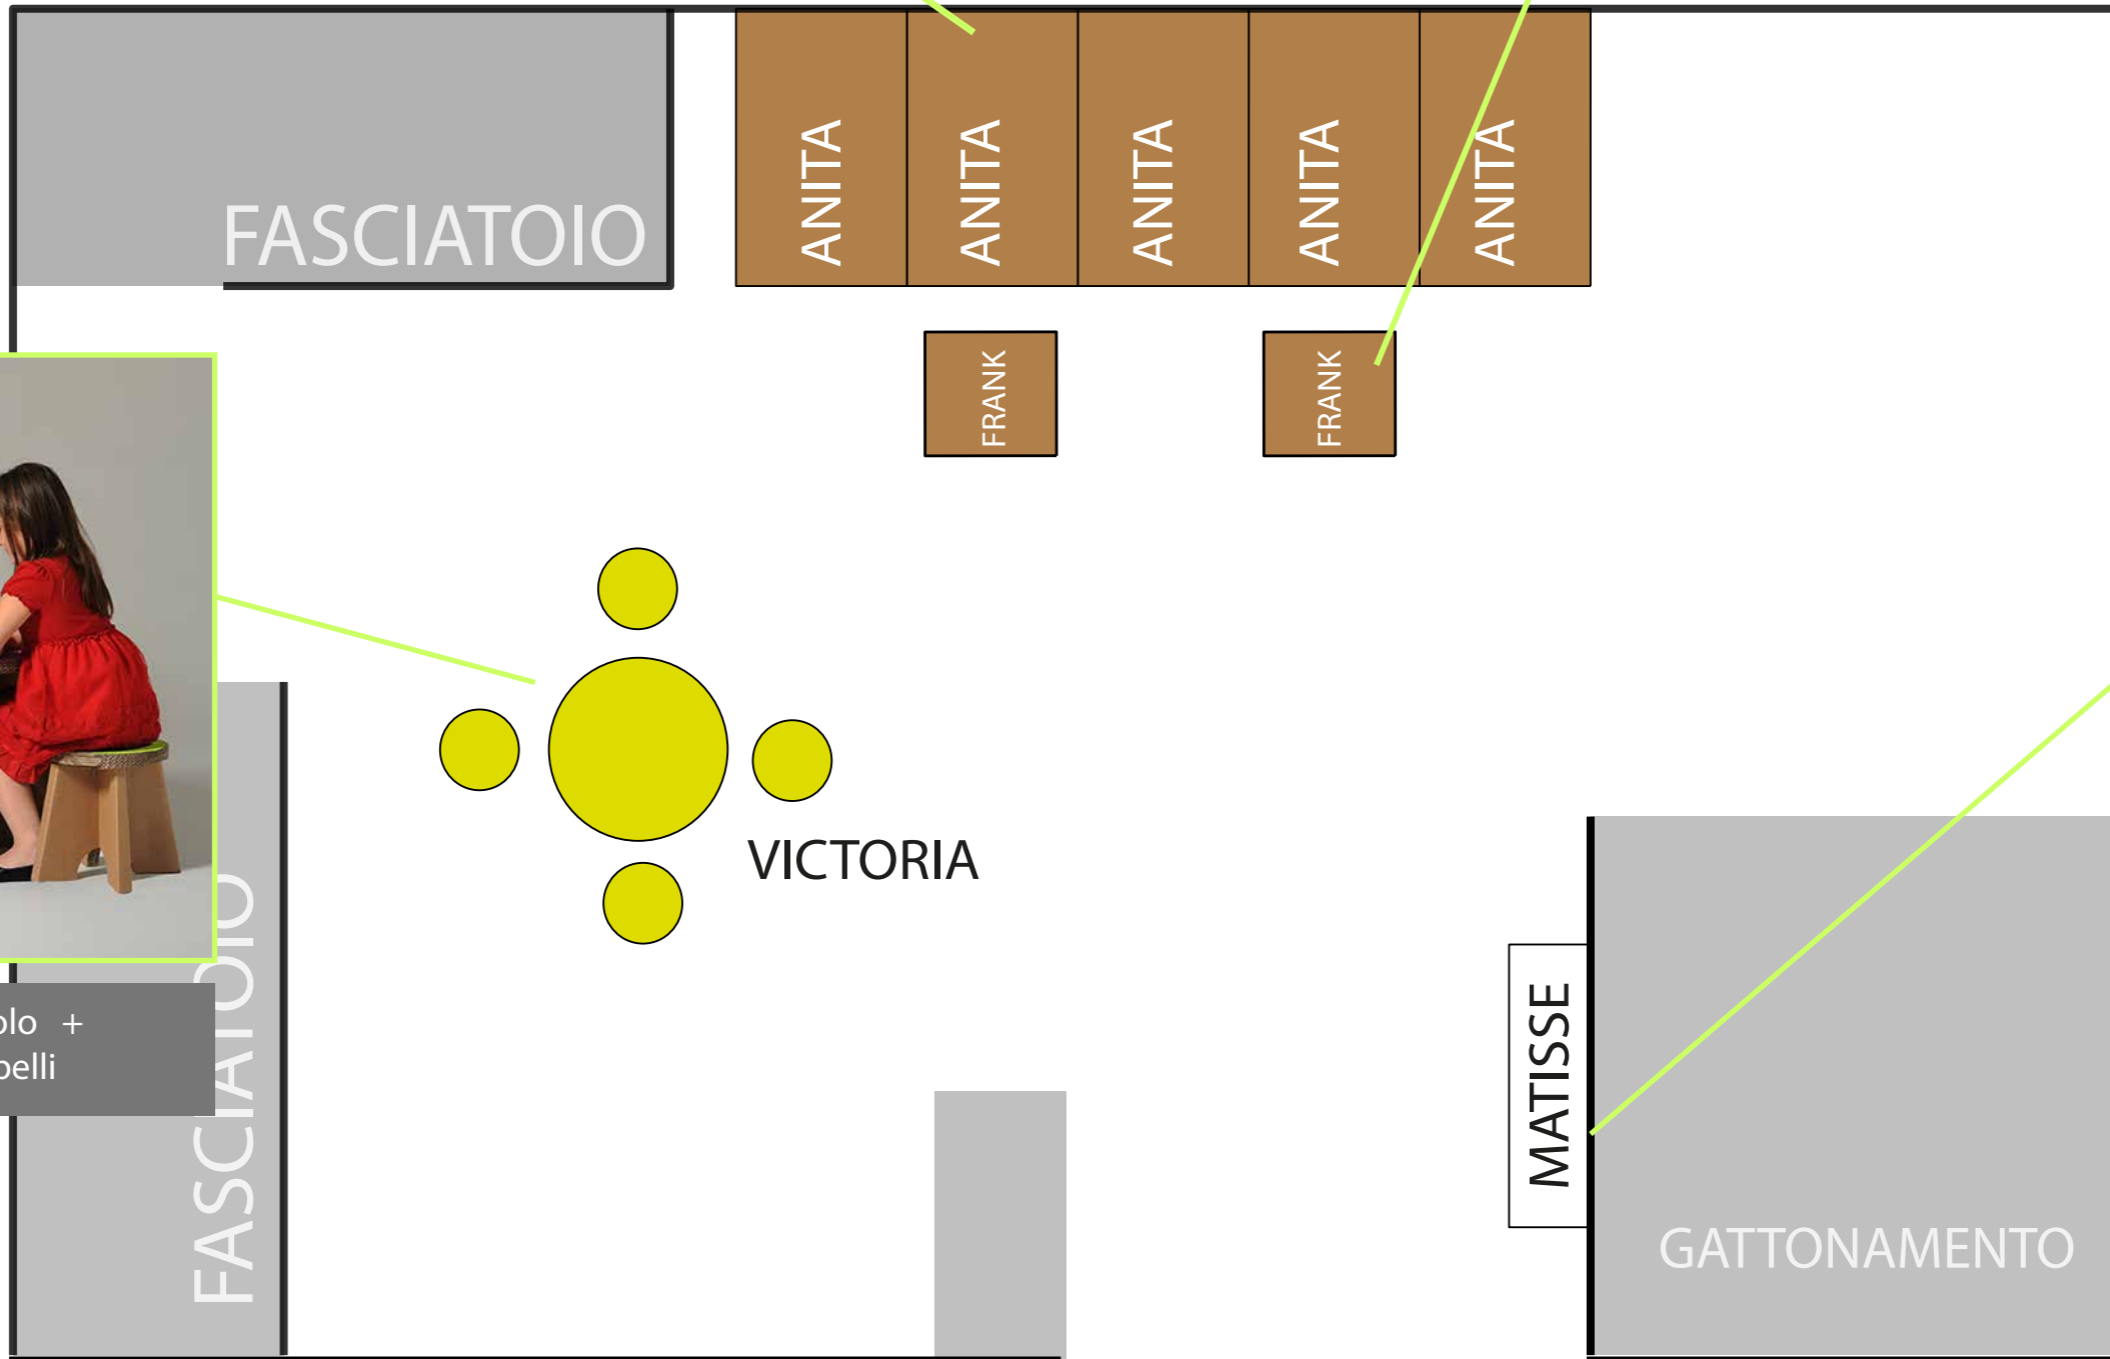 ANITA
ANITA
ANITA
ANITA
ANITA
FASCIATOIO
FRANK
FRANK
VICTORIA
FASCIATOIO
+
MATISSE
GATTONAMENTO